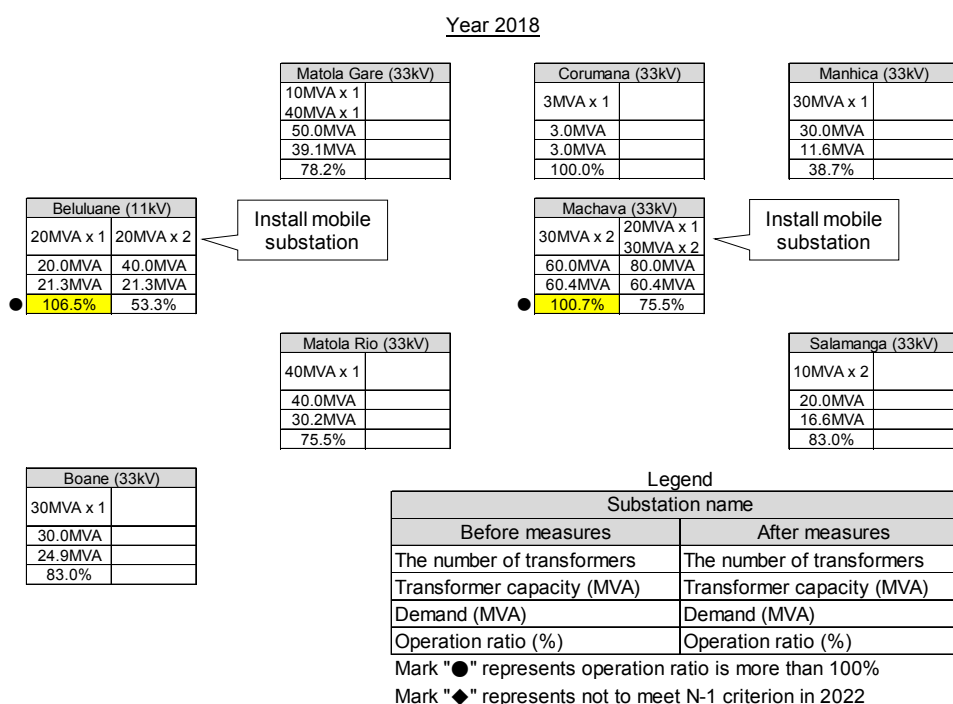 Year 2018
Matola Gare (33kV)
10MVA x 1
40MVA x 1
50.0MVA
39.1MVA
78.2%
Corumana (33kV)
3MVA x 1
3.0MVA
3.0MVA
100.0%
Manhica (33kV)
30MVA x 1
30.0MVA
11.6MVA
38.7%
Beluluane (11kV)
20MVA x 1 20MVA x 2
20.0MVA 40.0MVA
21.3MVA 21.3MVA
● 106.5% 53.3%
Install mobile
substation
Machava (33kV)
30MVA x 2 20MVA x 1
30MVA x 2
60.0MVA 80.0MVA
60.4MVA 60.4MVA
● 100.7% 75.5%
Install mobile
substation
Matola Rio (33kV)
40MVA x 1
40.0MVA
30.2MVA
75.5%
Salamanga (33kV)
10MVA x 2
20.0MVA
16.6MVA
83.0%
Boane (33kV)
30MVA x 1
30.0MVA
24.9MVA
83.0%
Legend
Substation name
Before measures After measures
The number of transformers The number of transformers
Transformer capacity (MVA) Transformer capacity (MVA)
Demand (MVA) Demand (MVA)
Operation ratio (%) Operation ratio (%)
Mark "●" represents operation ratio is more than 100%
Mark "◆" represents not to meet N-1 criterion in 2022